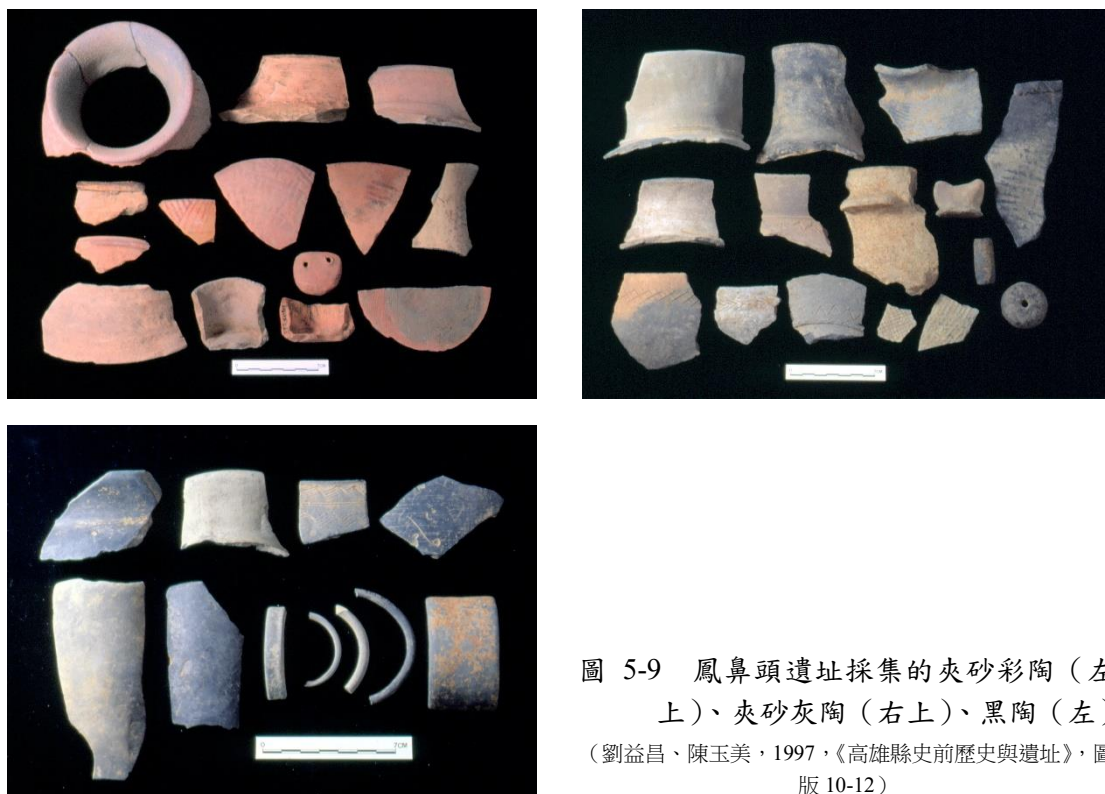 0 7CM
圖 5-9 鳳鼻頭遺址採集的夾砂彩陶（左
上）、夾砂灰陶（右上）、黑陶（左）
（劉益昌、陳玉美，1997，《高雄縣史前歷史與遺址》，圖
版 10-12）